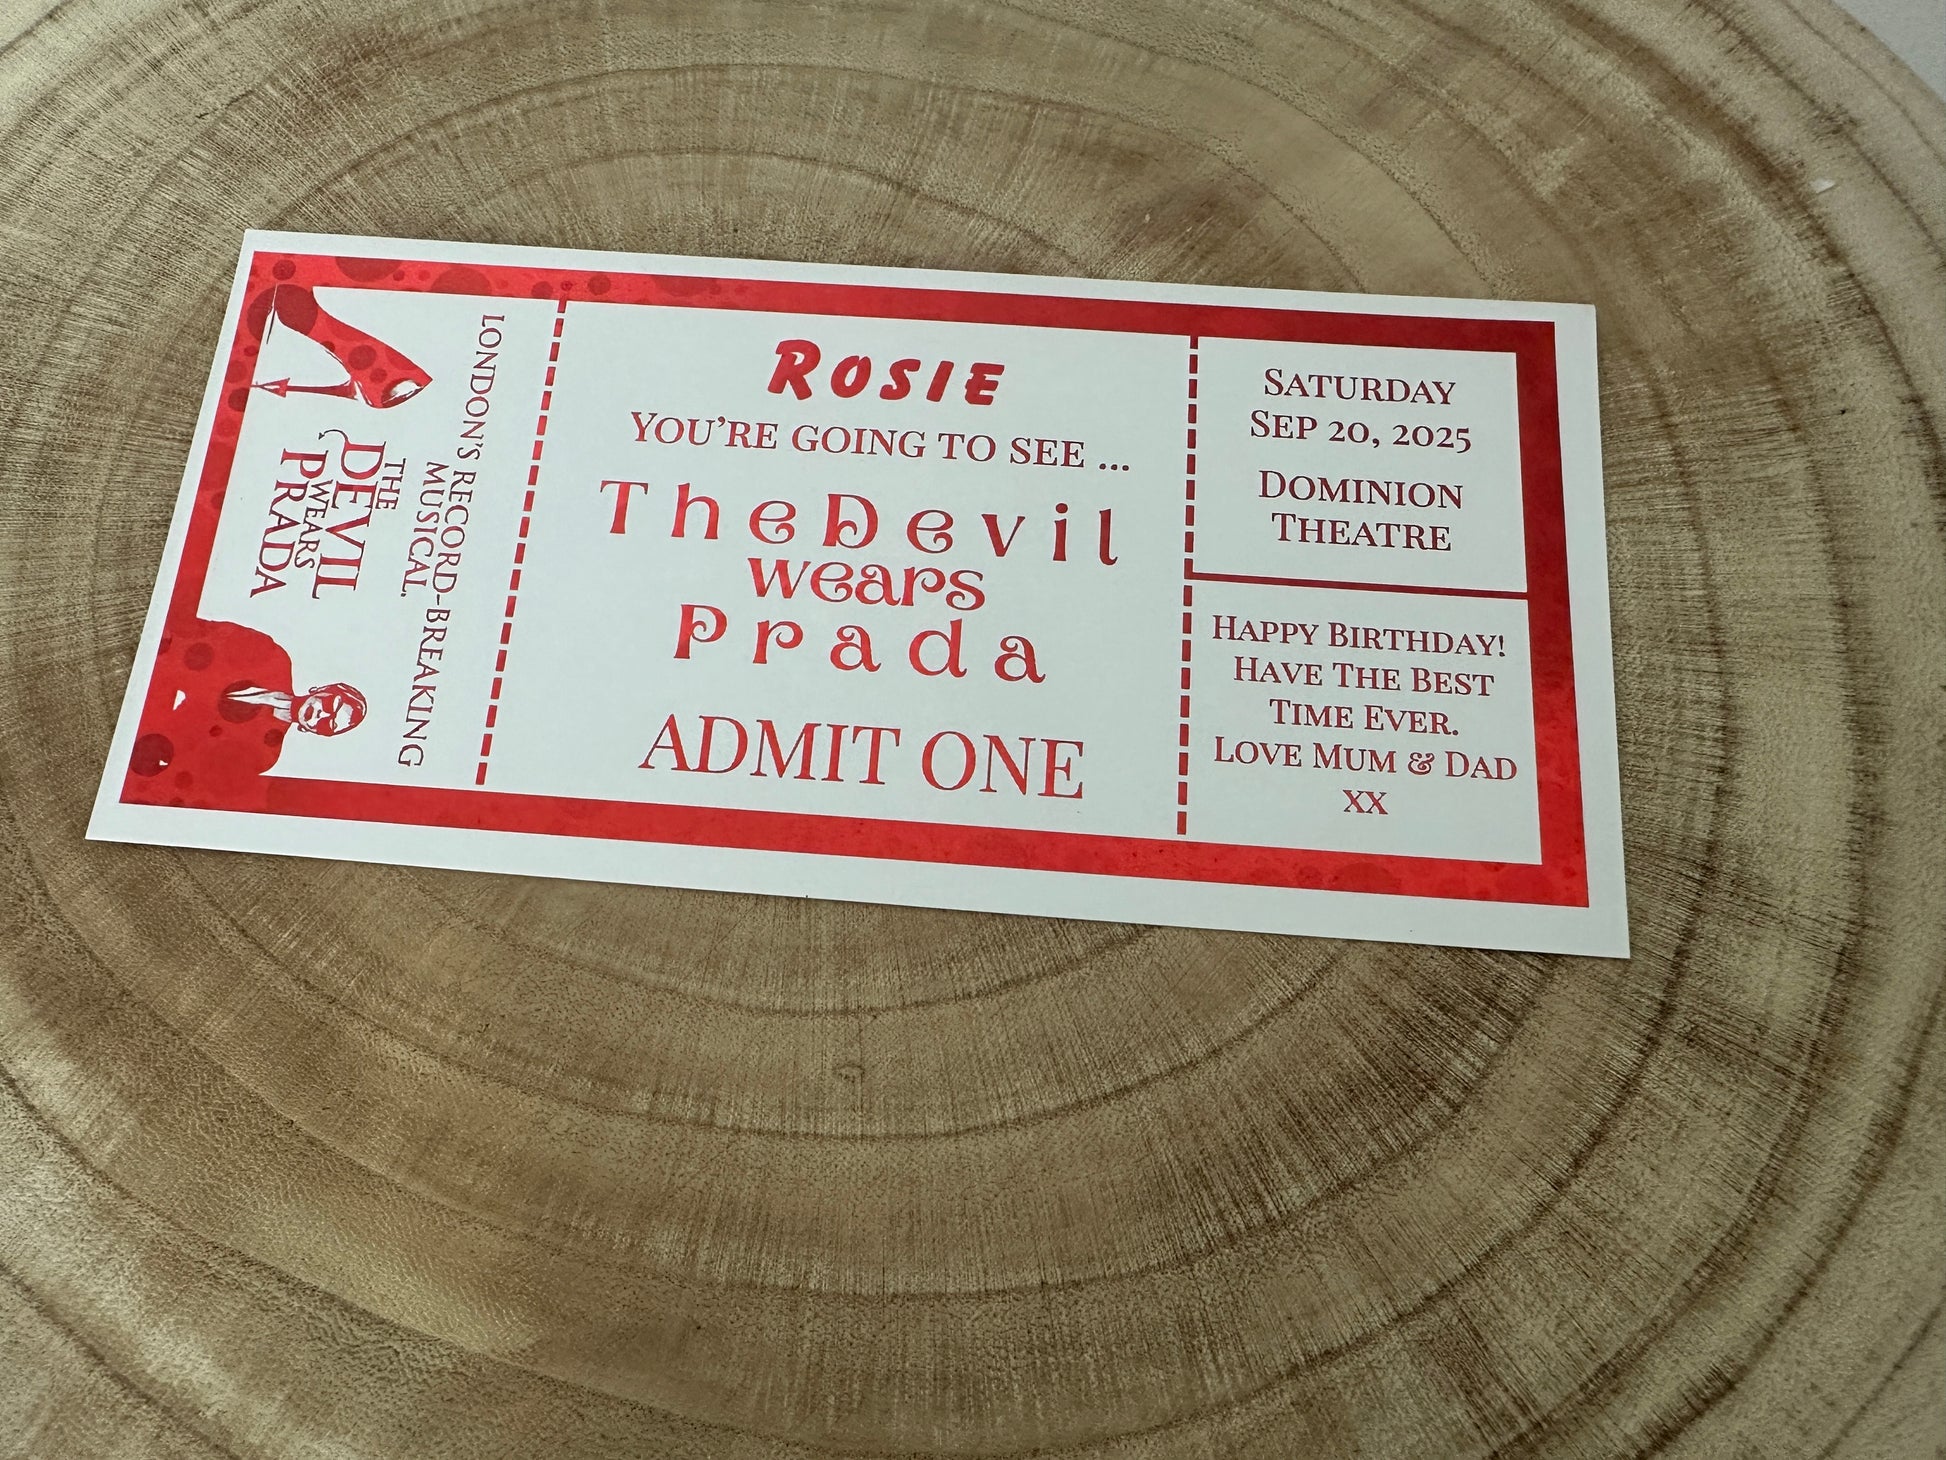 LONDON'S RECORD-BREAKING
MUSICAL.
THE
DEVIL
WEARS
PRADA
ROSIE
YOU'RE GOING TO SEE ...
The Devil
wears
Prada
ADMIT ONE
SATURDAY
SEP 20, 2025
DOMINION
THEATRE
HAPPY BIRTHDAY!
HAVE THE BEST
TIME EVER.
LOVE MUM & DAD
XX